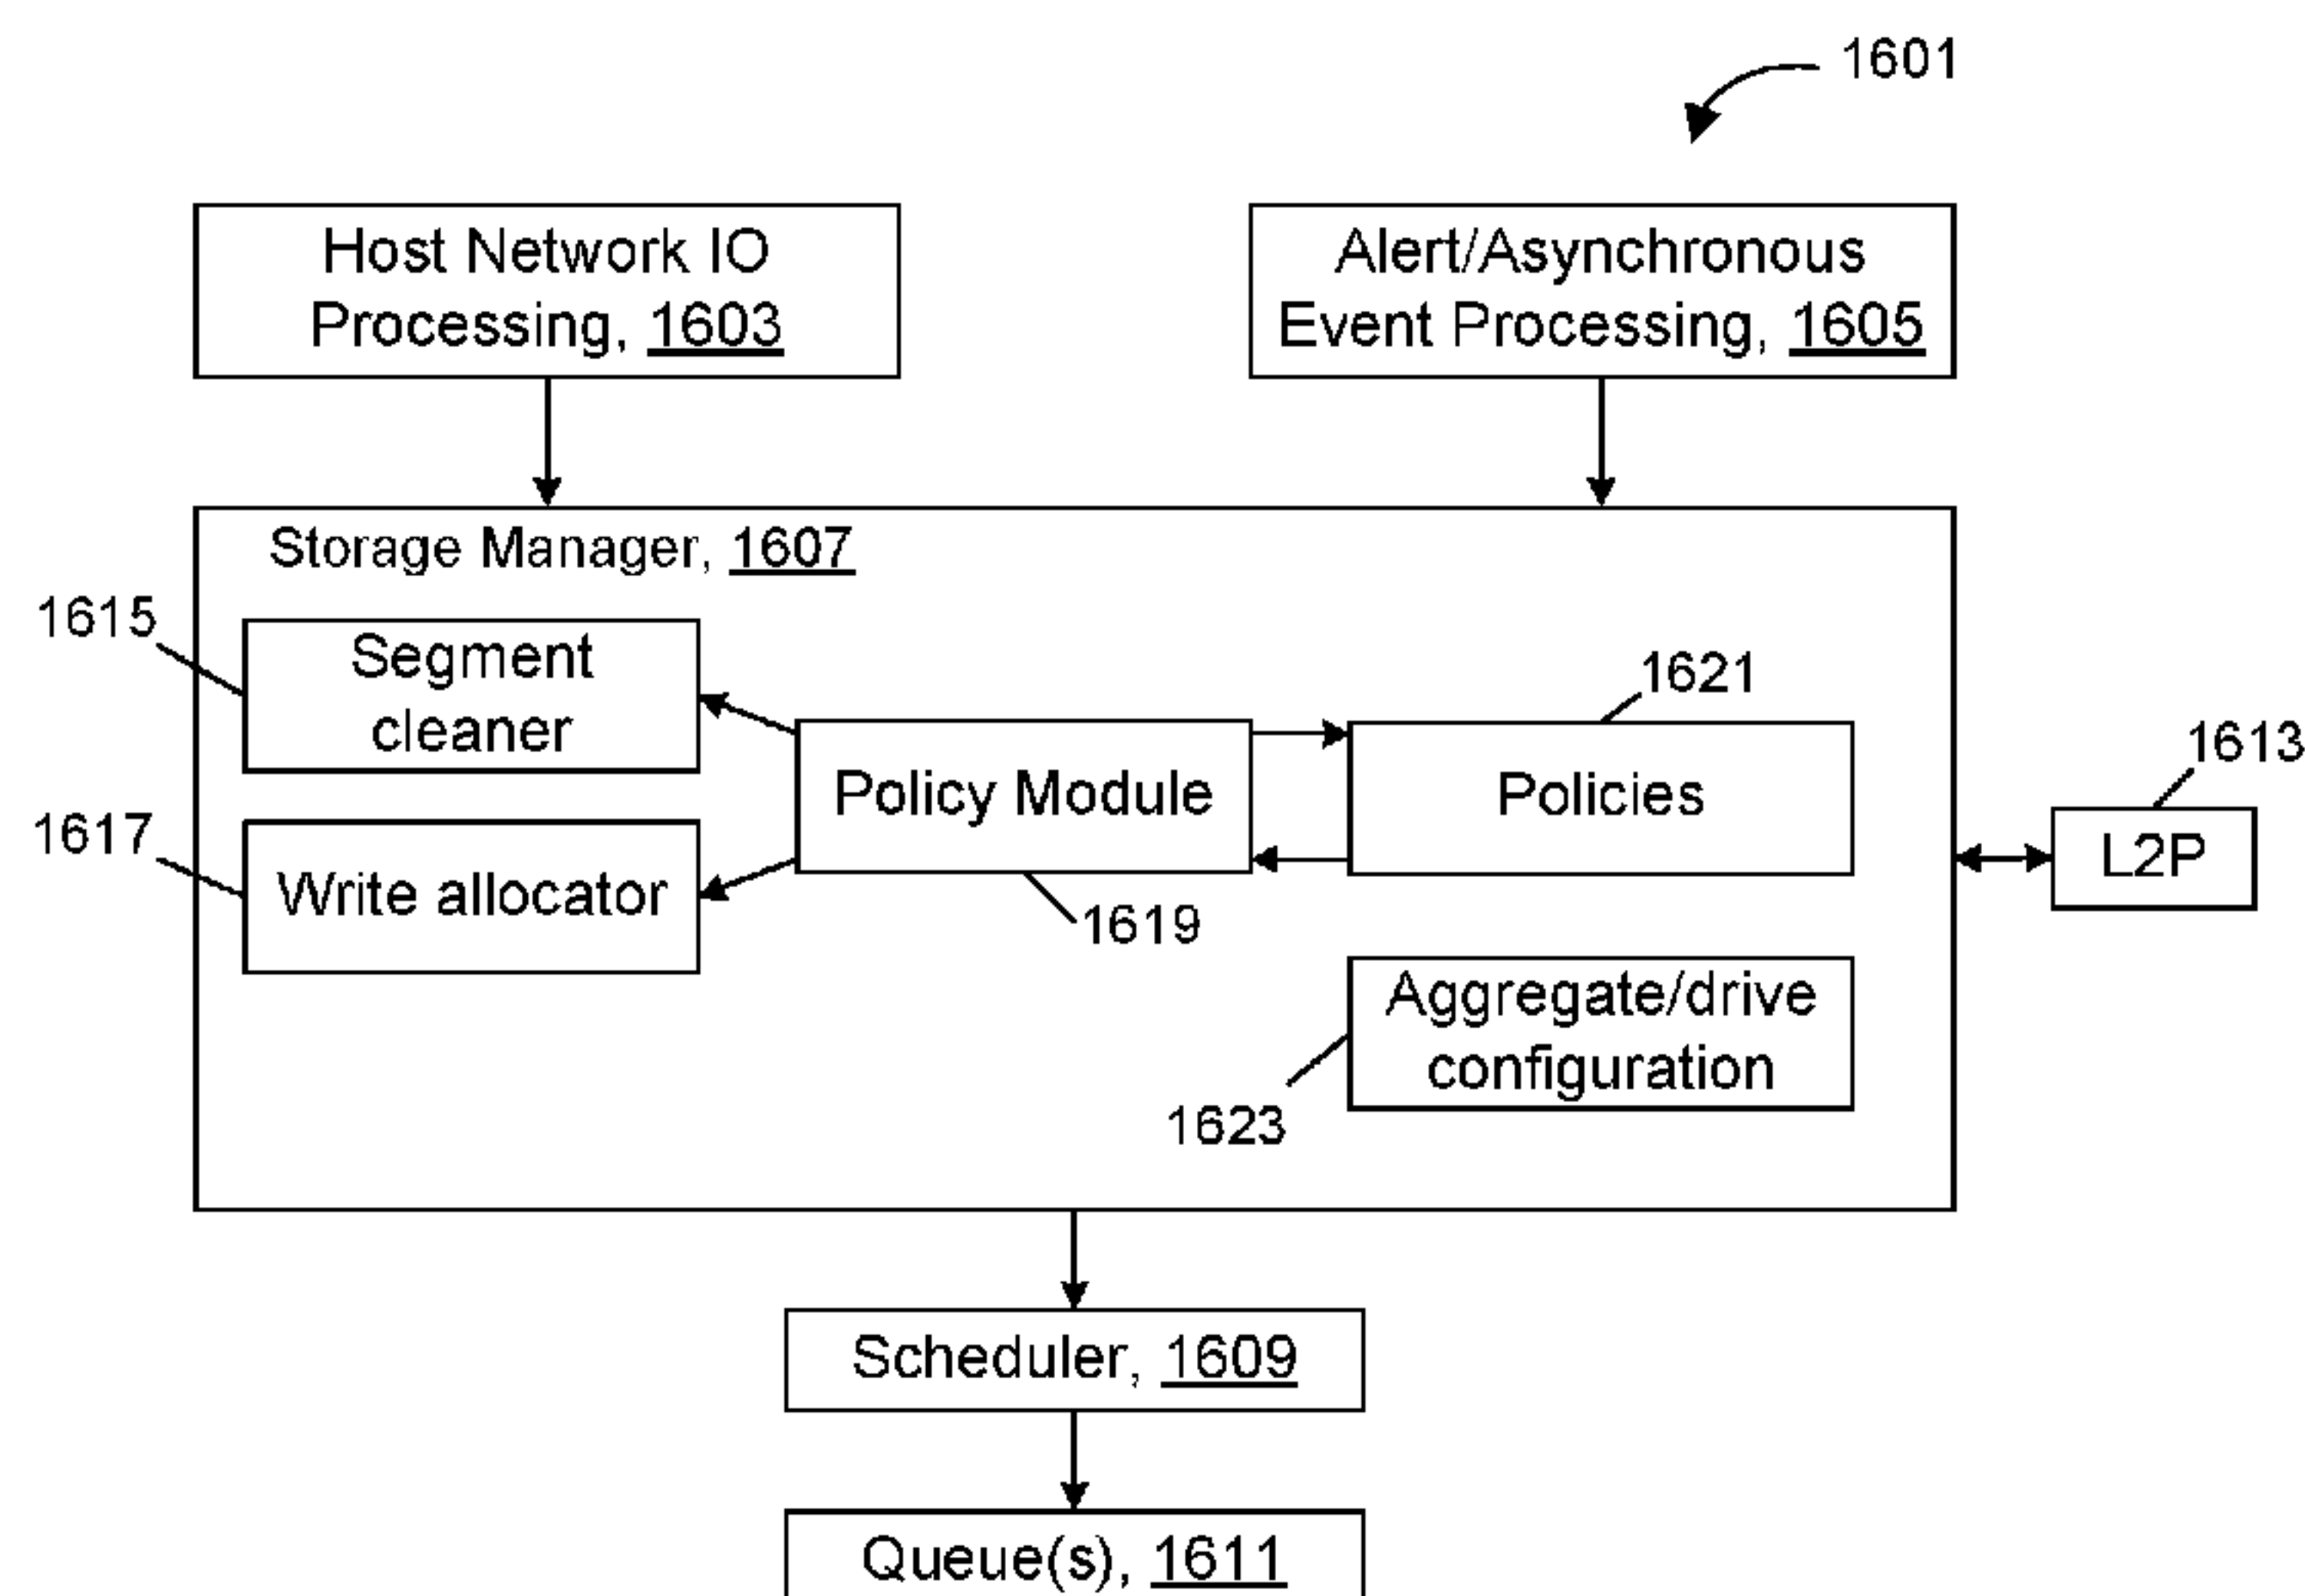 1601
Host Network IO
Processing, 1603
Alert/Asynchronous
Event Processing, 1605
Storage Manager, 1607
1615
Segment
cleaner
1621
1613
Policy Module
Policies
1617
Write allocator
L2P
1619
Aggregate/drive
configuration
1623
Scheduler, 1609
Queue(s), 1611